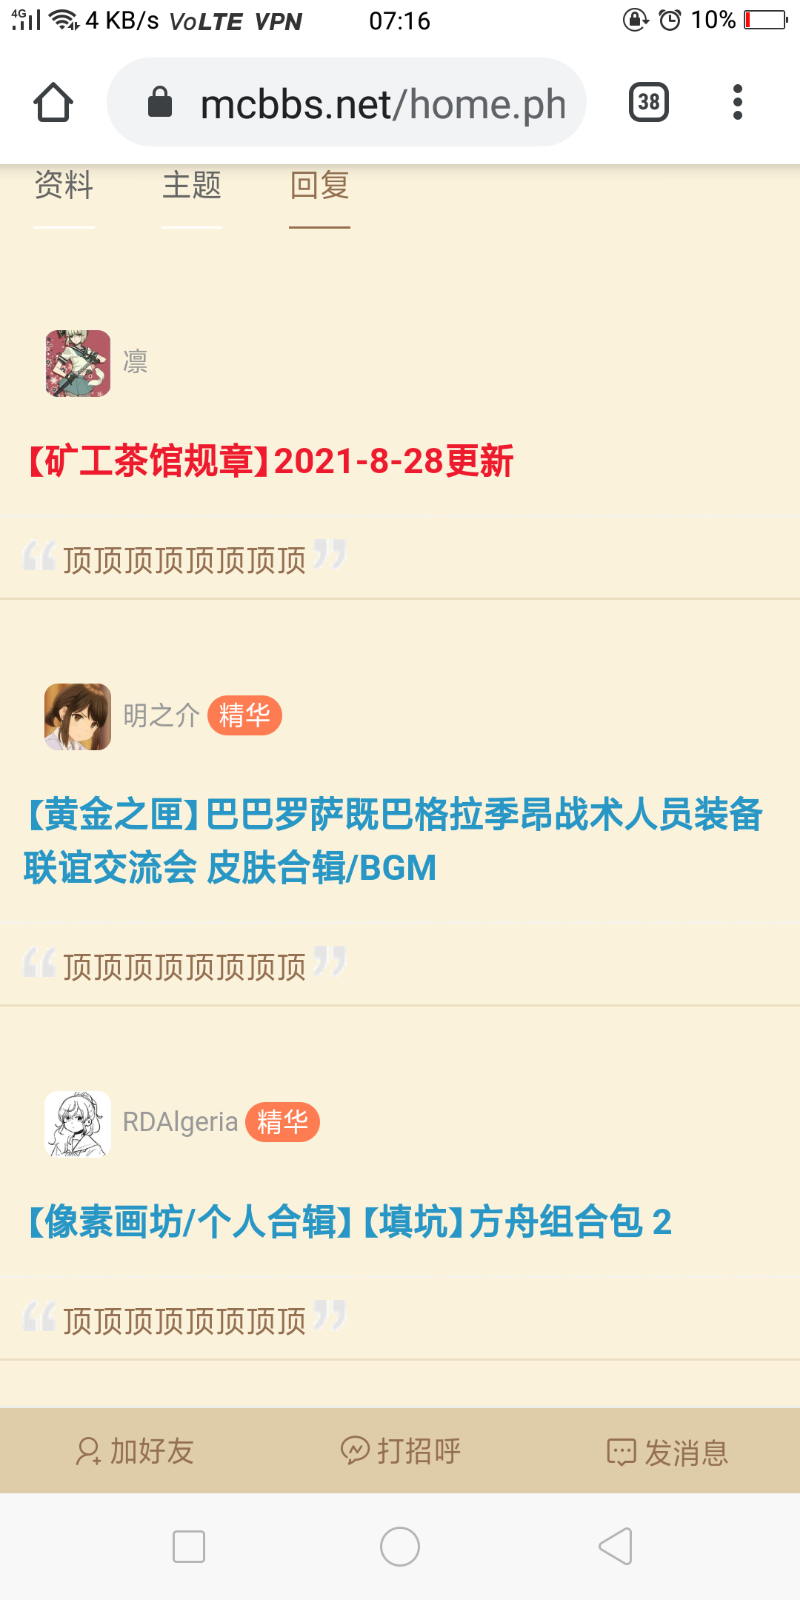 4G 4 KB/s VoLTE VPN 07:16 10%
mcbbs.net/home.ph 38
资料 主题 回复
凛
【矿工茶馆规章】2021-8-28更新
“顶顶顶顶顶顶顶顶”
明之介 精华
【黄金之匣】巴巴罗萨既巴格拉季昂战术人员装备
联谊交流会 皮肤合辑/BGM
“顶顶顶顶顶顶顶顶”
RDAlgeria 精华
【像素画坊/个人合辑】【填坑】方舟组合包 2
“顶顶顶顶顶顶顶顶”
加好友 打招呼 发消息